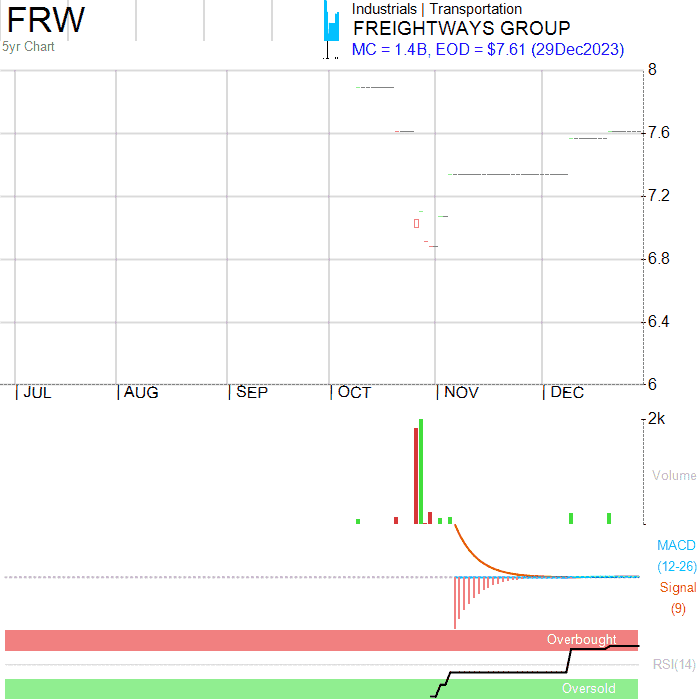 FRW
5yr Chart
Industrials | Transportation
FREIGHTWAYS GROUP
MC = 1.4B, EOD = $7.61 (29Dec2023)
8
7.6
7.2
6.8
6.4
6
| JUL | AUG | SEP | OCT | NOV | DEC
2k
Volume
MACD
(12-26)
Signal
(9)
Overbought
RSI(14)
Oversold